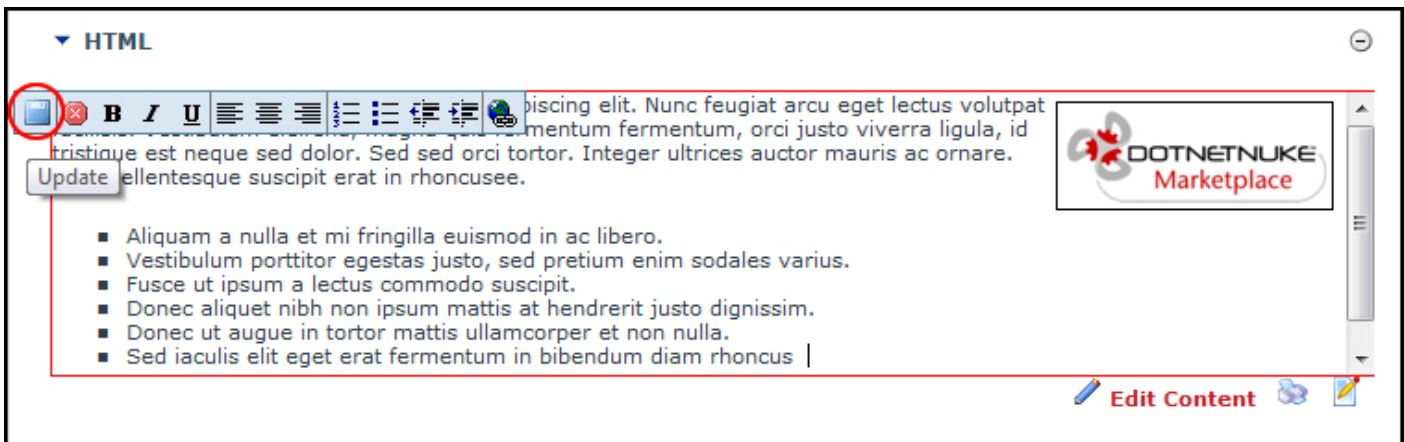 HTML
B I U
piscing elit. Nunc feugiat arcu eget lectus volutpat
mentum fermentum, orci justo viverra ligula, id
tristique est neque sed dolor. Sed sed orci tortor. Integer ultrices auctor mauris ac ornare.
Update
ellentesque suscipit erat in rhoncusee.
DOTNETNUKE
Marketplace
Aliquam a nulla et mi fringilla euismod in ac libero.
Vestibulum porttitor egestas justo, sed pretium enim sodales varius.
Fusce ut ipsum a lectus commodo suscipit.
Donec aliquet nibh non ipsum mattis at hendrerit justo dignissim.
Donec ut augue in tortor mattis ullamcorper et non nulla.
Sed iaculis elit eget erat fermentum in bibendum diam rhoncus
Edit Content